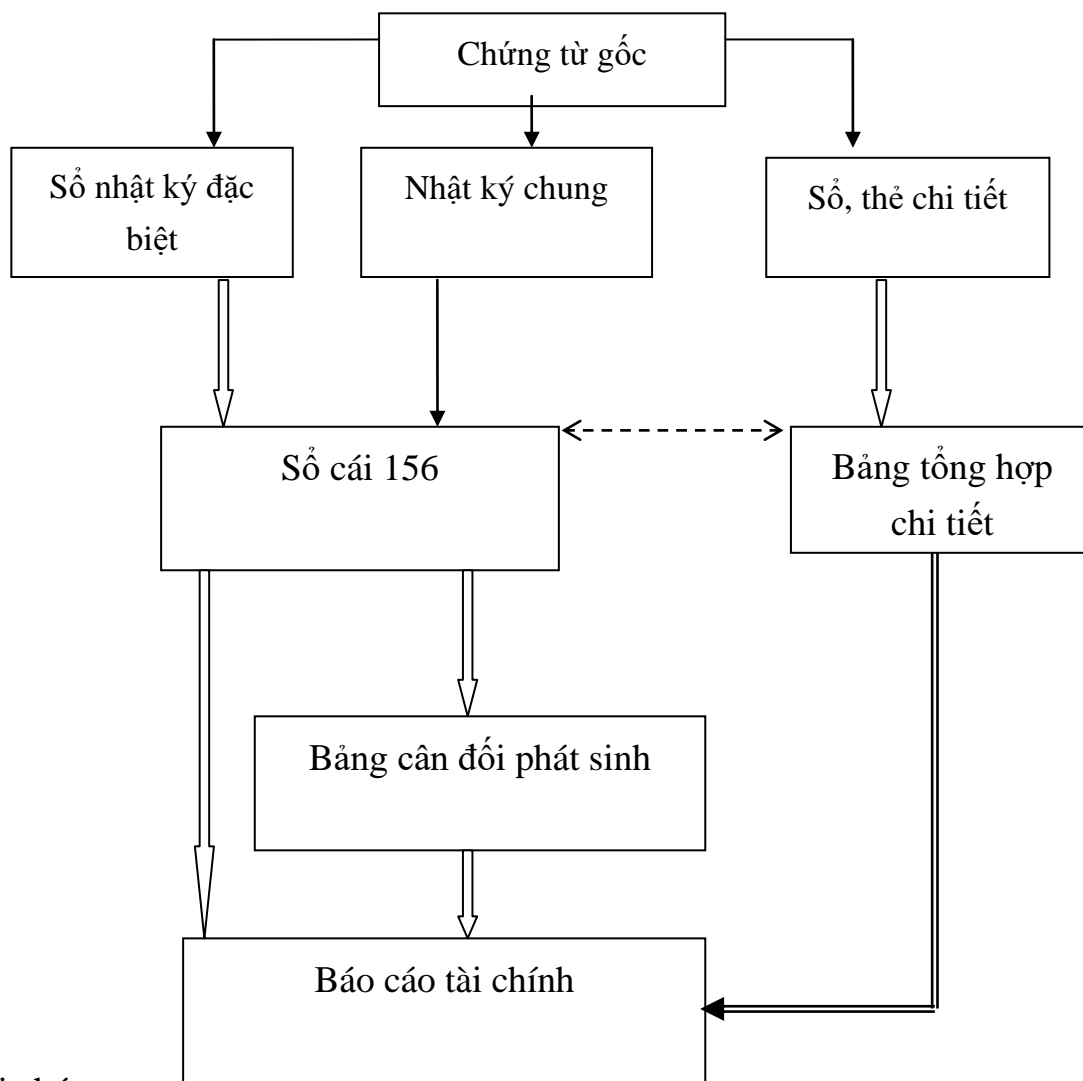 Chứng từ gốc
Sổ nhật ký đặc
biệt
Nhật ký chung
Sổ, thẻ chi tiết
Sổ cái 156
Bảng tổng hợp
chi tiết
Bảng cân đối phát sinh
Báo cáo tài chính